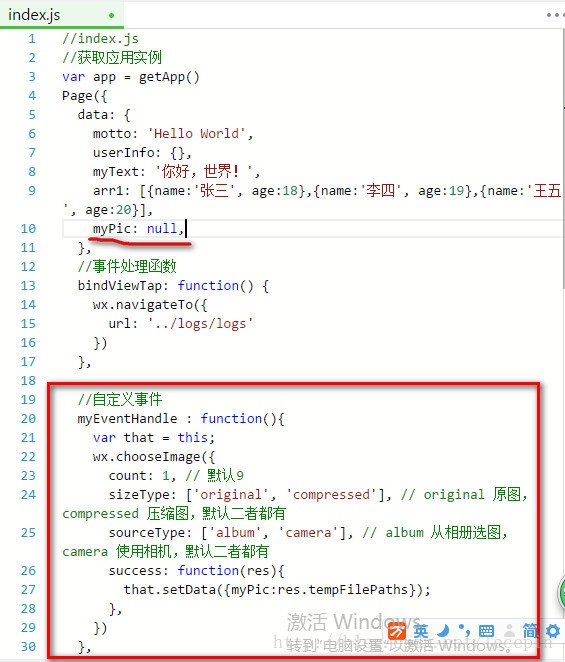 index.js
1 //index.js
2 //获取应用实例
3 var app = getApp()
4 Page({
5 data: {
6 motto: 'Hello World',
7 userInfo: {},
8 myText: '你好，世界！',
9 arr1: [{name:'张三', age:18},{name:'李四', age:19},{name:'王五
', age:20}],
10 myPic: null,
11 },
12 //事件处理函数
13 bindViewTap: function() {
14 wx.navigateTo({
15 url: '../logs/logs'
16 })
17 },
18
19 //自定义事件
20 myEventHandle : function(){
21 var that = this;
22 wx.chooseImage({
23 count: 1, // 默认9
24 sizeType: ['original', 'compressed'], // original 原图，
compressed 压缩图，默认二者都有
25 sourceType: ['album', 'camera'], // album 从相册选图，
camera 使用相机，默认二者都有
26 success: function(res){
27 that.setData({myPic:res.tempFilePaths});
28 },
29 })
30 },
激活 Windows
英 简
转到"电脑设置"以激活 Windows。